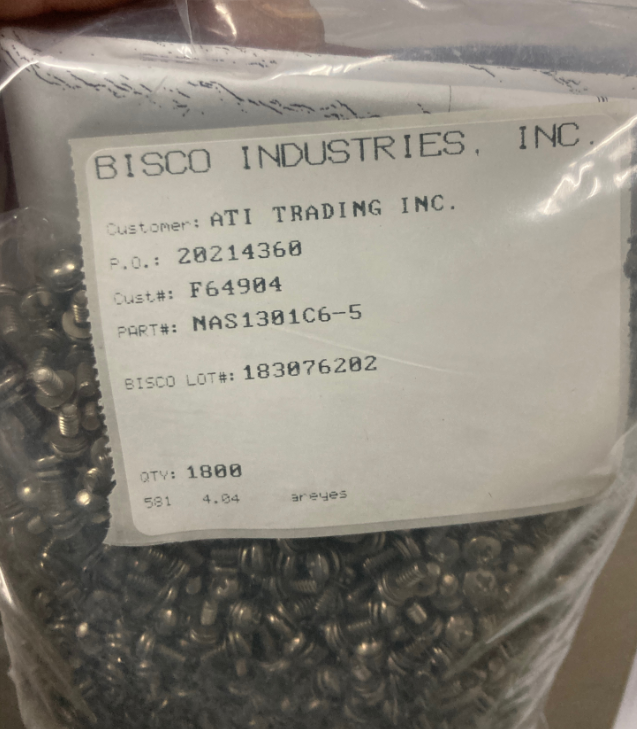 BISCO INDUSTRIES, INC.
Customer: ATI TRADING INC.
P.O.: 20214360
Cust#: F64904
PART#: NAS1301C6-5
BISCO LOT#: 183076202
QTY: 1800
581 4.04 areyes